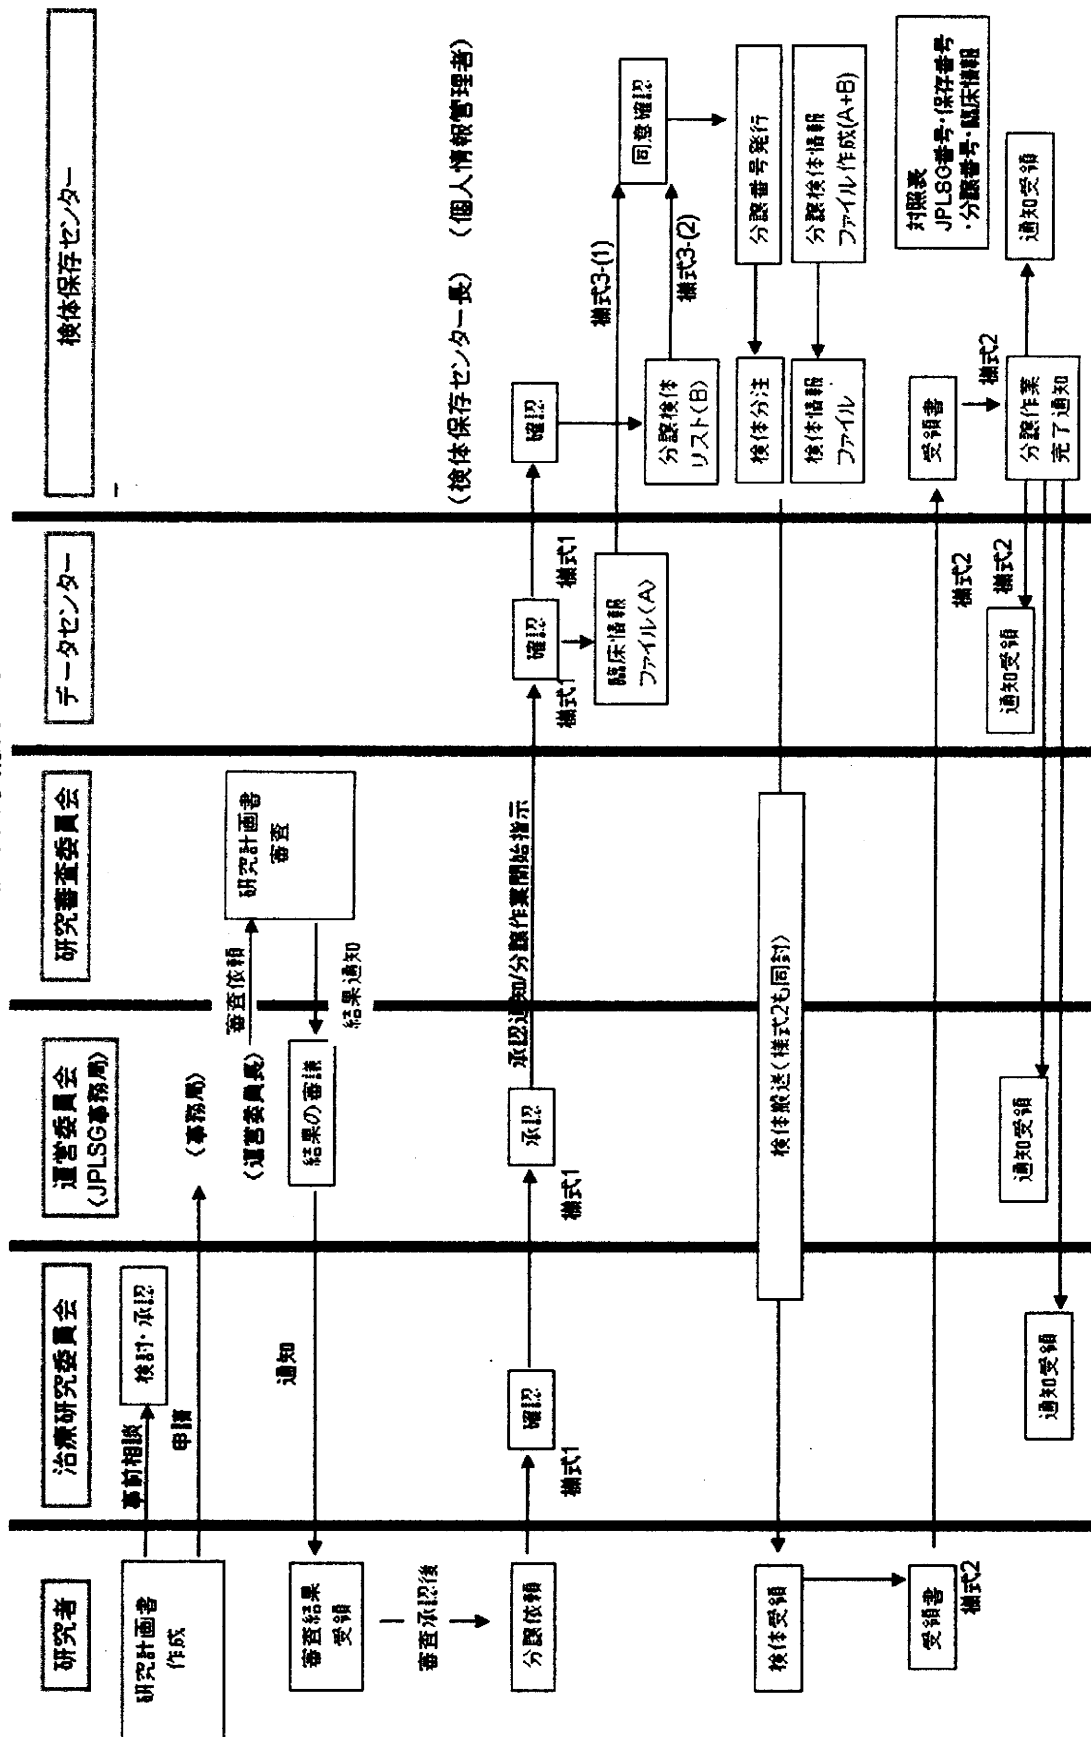 研究者
治療研究委員会
運営委員会
〈JPLSG事務局〉
研究審査委員会
データセンター
検体保存センター
研究計画書
作成
事前相談
検討・承認
申請
〈事務局〉
〈運営委員長〉
審査依頼
研究計画書
審査
結果通知
結果の審議
通知
審査結果
受領
審査承認後
分譲依頼
様式1
確認
様式1
承認
承認通知/分譲作業開始指示
様式1
確認
様式1
確認
〈検体保存センター長〉
〈個人情報管理者〉
臨床情報
ファイル〈A〉
分譲検体
リスト〈B〉
様式3-(1)
様式3-(2)
同意確認
分譲番号発行
検体分注
分譲検体情報
ファイル作成(A+B)
検体情報
ファイル
検体搬送〈様式2も同封〉
検体受領
受領書
様式2
様式2
受領書
様式2
対照表
JPLSG番号・保存番号
・分譲番号・臨床情報
分譲作業
完了通知
通知受領
様式2
通知受領
通知受領
通知受領